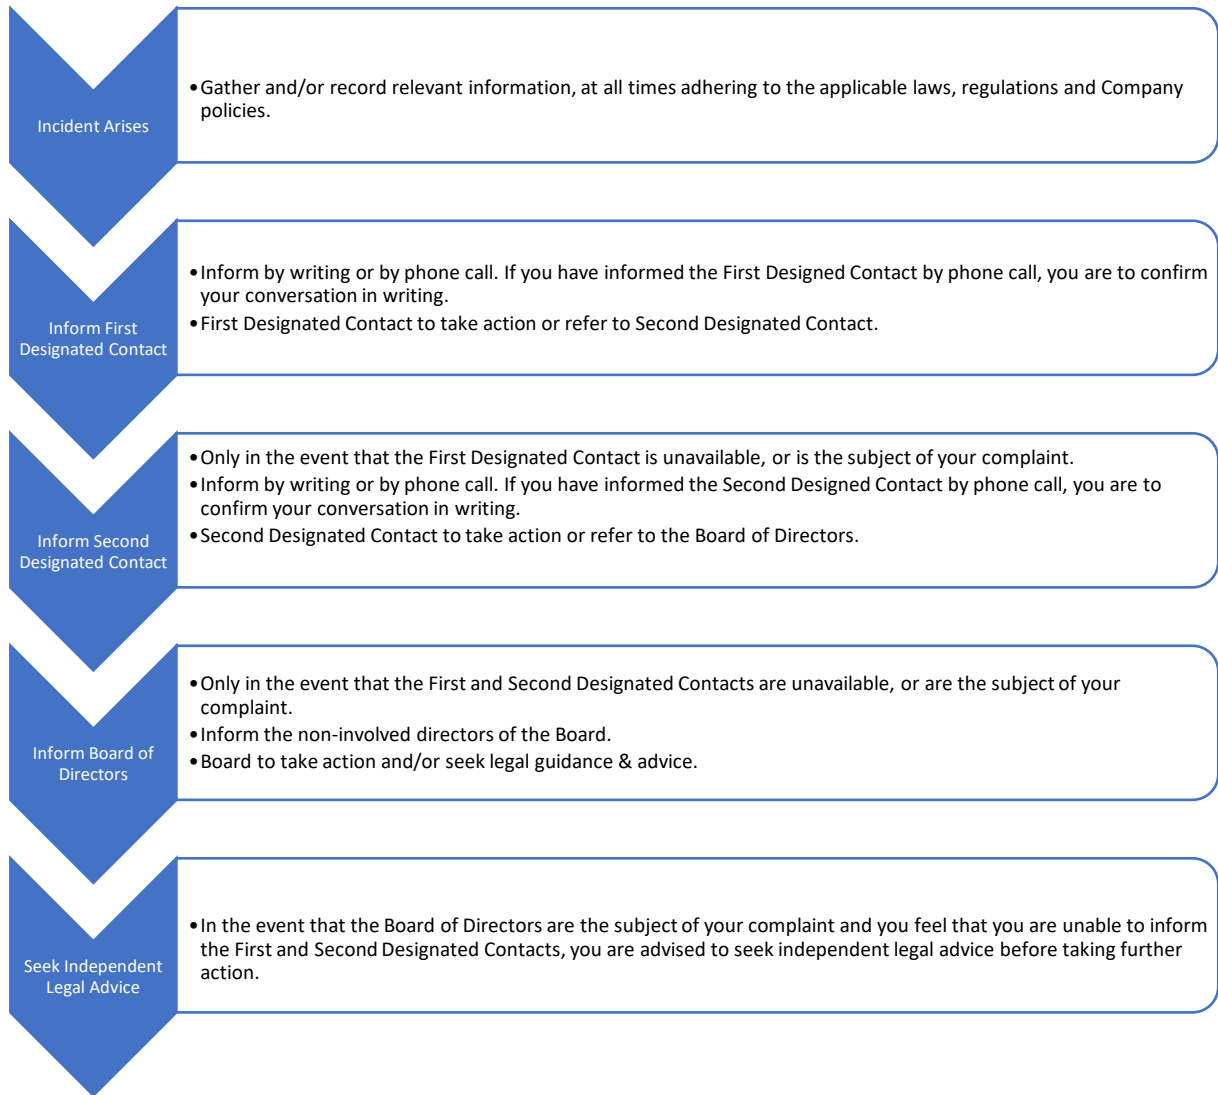 Incident Arises
•Gather and/or record relevant information, at all times adhering to the applicable laws, regulations and Company
policies.
Inform First
Designated Contact
•Inform by writing or by phone call. If you have informed the First Designed Contact by phone call, you are to confirm
your conversation in writing.
•First Designated Contact to take action or refer to Second Designated Contact.
Inform Second
Designated Contact
•Only in the event that the First Designated Contact is unavailable, or is the subject of your complaint.
•Inform by writing or by phone call. If you have informed the Second Designed Contact by phone call, you are to
confirm your conversation in writing.
•Second Designated Contact to take action or refer to the Board of Directors.
Inform Board of
Directors
•Only in the event that the First and Second Designated Contacts are unavailable, or are the subject of your
complaint.
•Inform the non-involved directors of the Board.
•Board to take action and/or seek legal guidance & advice.
Seek Independent
Legal Advice
•In the event that the Board of Directors are the subject of your complaint and you feel that you are unable to inform
the First and Second Designated Contacts, you are advised to seek independent legal advice before taking further
action.